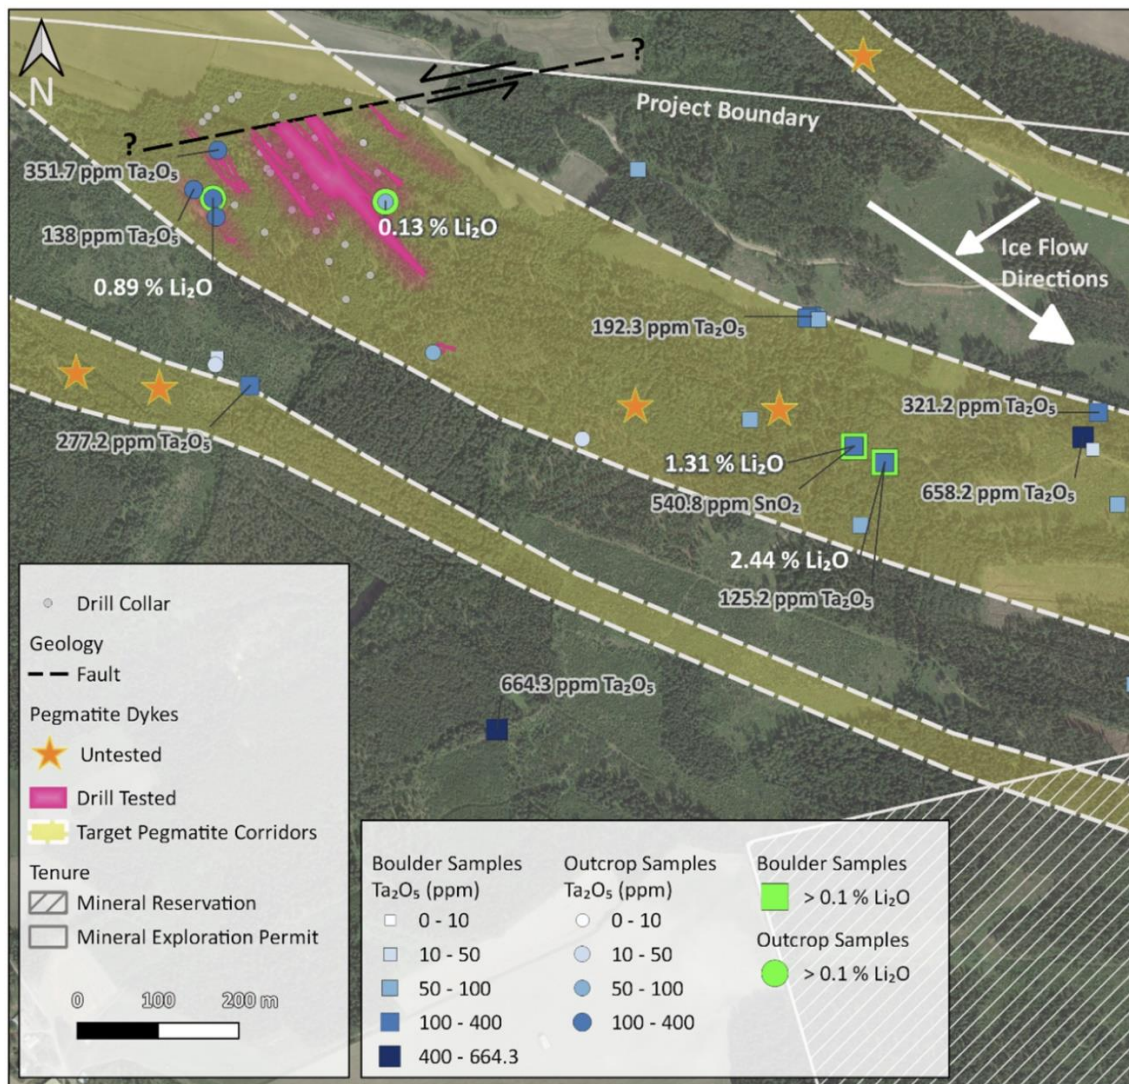 N
?
?
Project Boundary
351.7 ppm Ta₂O₅
138 ppm Ta₂O₅
0.13 % Li₂O
0.89 % Li₂O
Ice Flow
Directions
192.3 ppm Ta₂O₅
277.2 ppm Ta₂O₅
321.2 ppm Ta₂O₅
1.31 % Li₂O
540.8 ppm SnO₂
658.2 ppm Ta₂O₅
2.44 % Li₂O
125.2 ppm Ta₂O₅
664.3 ppm Ta₂O₅
Drill Collar
Geology
Fault
Pegmatite Dykes
Untested
Drill Tested
Target Pegmatite Corridors
Tenure
Mineral Reservation
Mineral Exploration Permit
0 100 200 m
Boulder Samples
Ta₂O₅ (ppm)
0 - 10
10 - 50
50 - 100
100 - 400
400 - 664.3
Outcrop Samples
Ta₂O₅ (ppm)
0 - 10
10 - 50
50 - 100
100 - 400
Boulder Samples
> 0.1 % Li₂O
Outcrop Samples
> 0.1 % Li₂O